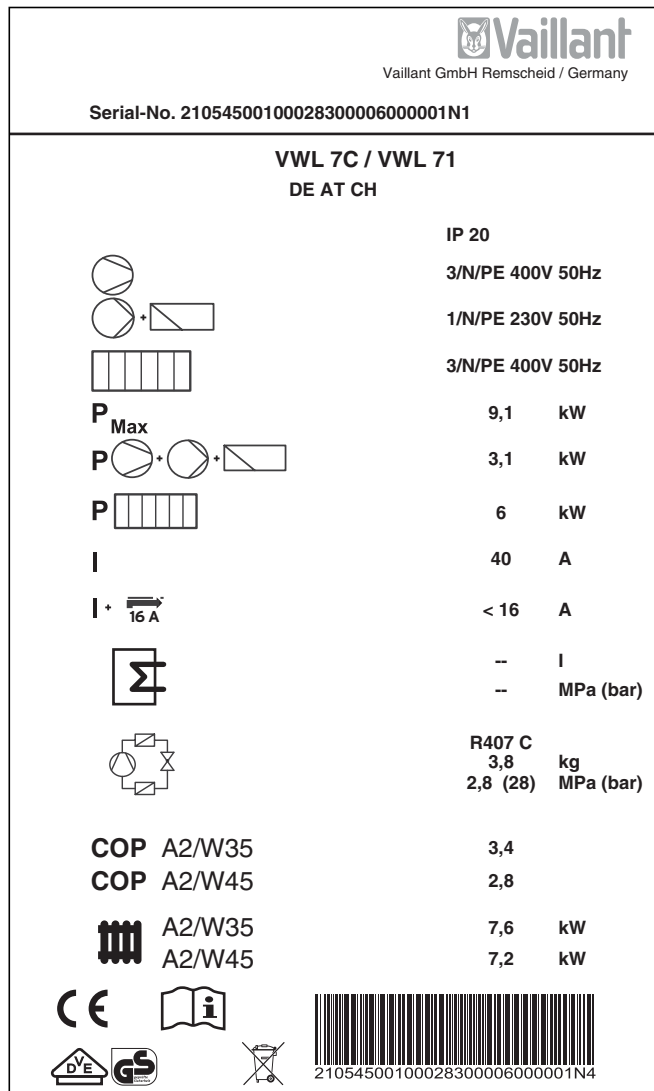 Vaillant
Vaillant GmbH Remscheid / Germany
Serial-No. 21054500100028300006000001N1
VWL 7C / VWL 71
DE AT CH
IP 20
3/N/PE 400V 50Hz
+ 1/N/PE 230V 50Hz
3/N/PE 400V 50Hz
P Max 9,1 kW
P + + 3,1 kW
P 6 kW
I 40 A
I + 16 A < 16 A
Σ -- l
-- MPa (bar)
R407 C
3,8 kg
2,8 (28) MPa (bar)
COP A2/W35 3,4
COP A2/W45 2,8
A2/W35 7,6 kW
A2/W45 7,2 kW
CE i
DVE GS geprüfte Sicherheit
21054500100028300006000001N4